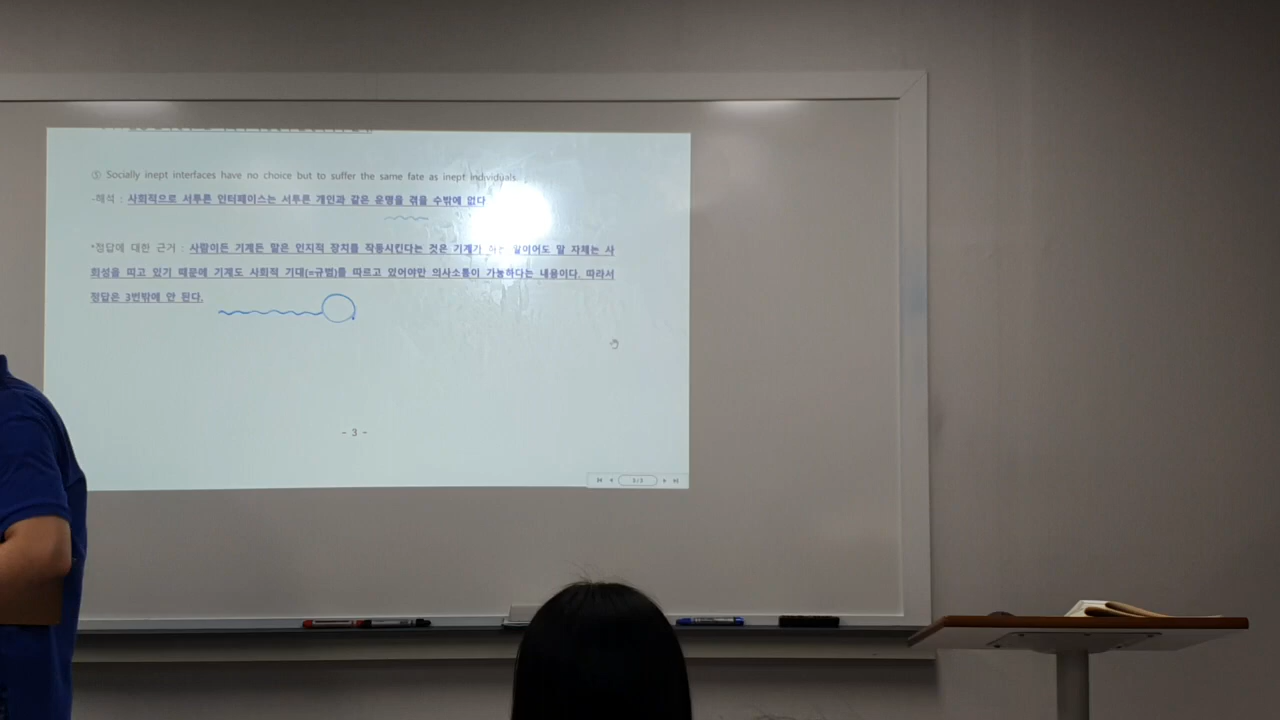 ⑤ Socially inept interfaces have no choice but to suffer the same fate as inept individuals.
-해석 : 사회적으로 서투른 인터페이스는 서투른 개인과 같은 운명을 겪을 수밖에 없다
*정답에 대한 근거 : 사람이든 기계든 말은 인지적 장치를 작동시킨다는 것은 기계가 하는 말이어도 말 자체는 사
회성을 띠고 있기 때문에 기계도 사회적 기대(=규범)를 따르고 있어야만 의사소통이 가능하다는 내용이다. 따라서
정답은 3번밖에 안 된다.
- 3 -
3 / 3